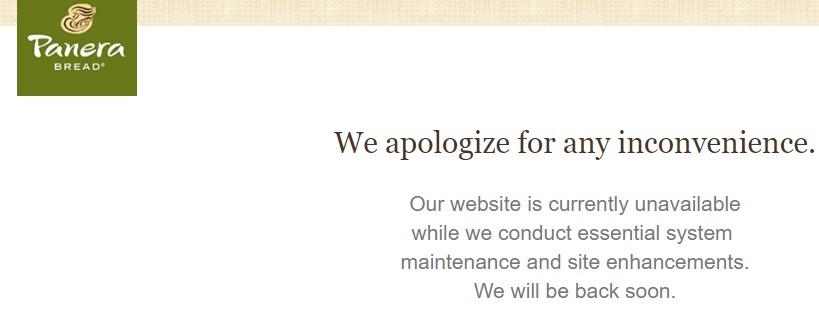 Panera
BREAD®
We apologize for any inconvenience.
Our website is currently unavailable
while we conduct essential system
maintenance and site enhancements.
We will be back soon.